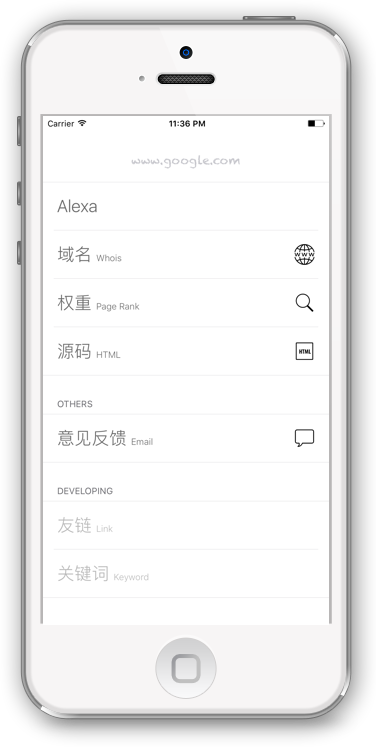 Carrier 11:36 PM
www.google.com
Alexa
域名 Whois
WWW
权重 Page Rank
源码 HTML
HTML
OTHERS
意见反馈 Email
DEVELOPING
友链 Link
关键词 Keyword